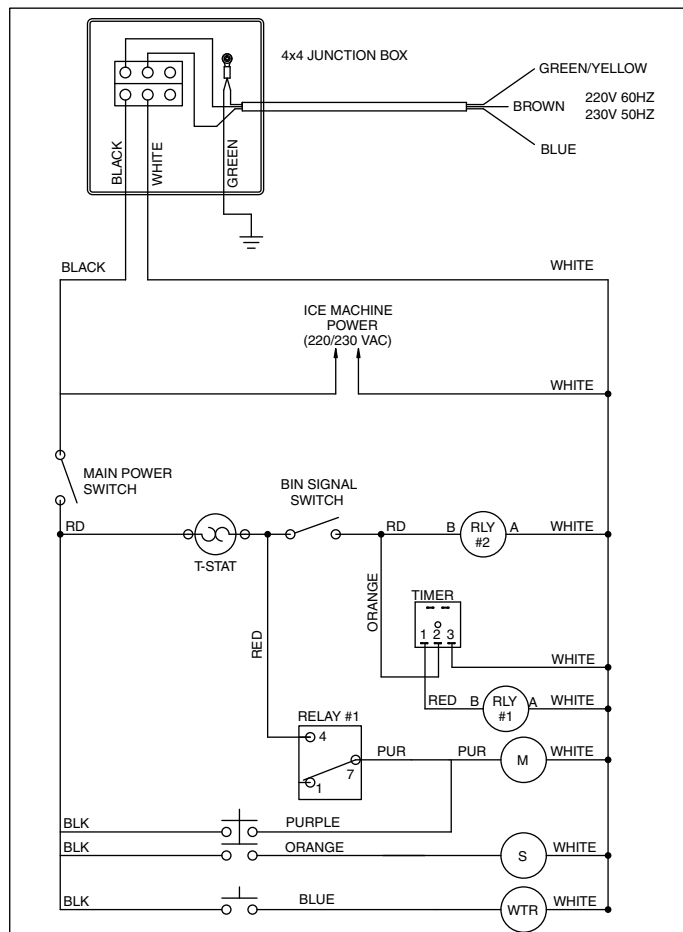 4x4 JUNCTION BOX
GREEN/YELLOW
BROWN
220V 60HZ
230V 50HZ
BLUE
BLACK
WHITE
GREEN
BLACK
WHITE
ICE MACHINE
POWER
(220/230 VAC)
WHITE
MAIN POWER
SWITCH
BIN SIGNAL
SWITCH
RD
T-STAT
RD
B
RLY
#2
A
WHITE
RED
ORANGE
TIMER
1 2 3
WHITE
RED
B
RLY
#1
A
WHITE
RELAY #1
4
7
1
PUR
PUR
M
WHITE
BLK
PURPLE
BLK
ORANGE
S
WHITE
BLK
BLUE
WTR
WHITE